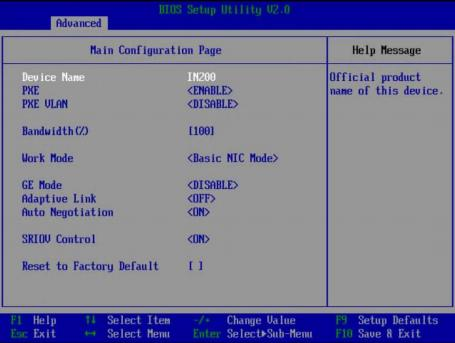 BIOS Setup Utility V2.0
Advanced
Main Configuration Page
Help Message
Device Name IN200
PXE <ENABLE>
PXE VLAN <DISABLE>
Bandwidth(%) [100]
Work Mode <Basic NIC Mode>
GE Mode <DISABLE>
Adaptive Link <OFF>
Auto Negotiation <ON>
SRIOV Control <ON>
Reset to Factory Default [ ]
Official product
name of this device.
F1 Help ↑↓ Select Item -/+ Change Value F9 Setup Defaults
Esc Exit ↔ Select Menu Enter Select▶Sub-Menu F10 Save & Exit